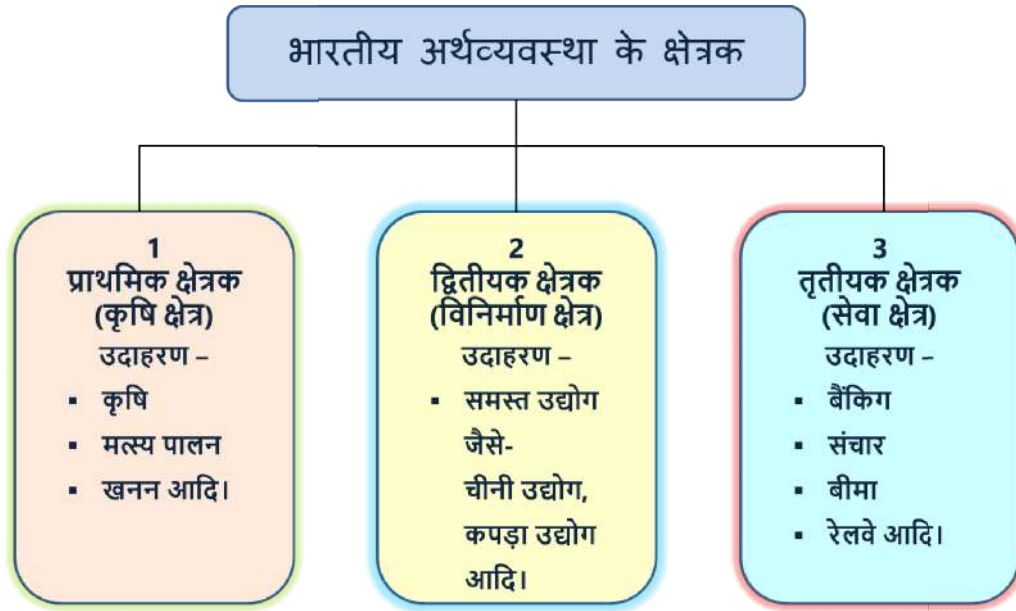 भारतीय अर्थव्यवस्था के क्षेत्रक
1
प्राथमिक क्षेत्रक
(कृषि क्षेत्र)
उदाहरण –
▪ कृषि
▪ मत्स्य पालन
▪ खनन आदि।
2
द्वितीयक क्षेत्रक
(विनिर्माण क्षेत्र)
उदाहरण –
▪ समस्त उद्योग
जैसे-
चीनी उद्योग,
कपड़ा उद्योग
आदि।
3
तृतीयक क्षेत्रक
(सेवा क्षेत्र)
उदाहरण –
▪ बैंकिग
▪ संचार
▪ बीमा
▪ रेलवे आदि।